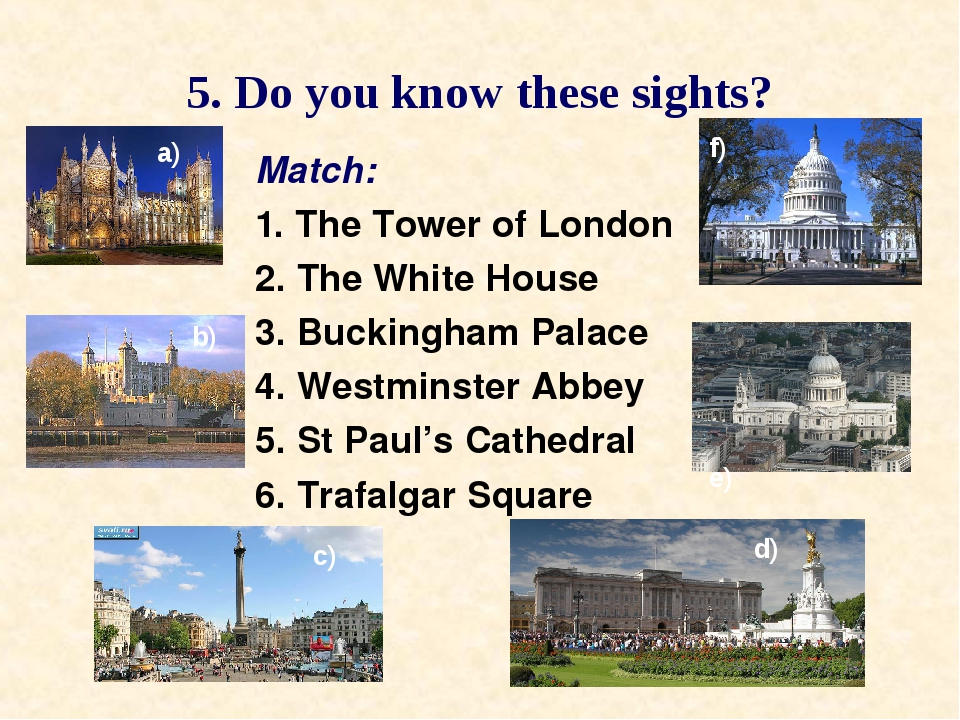 5. Do you know these sights?
a)
f)
Match:
1. The Tower of London
2. The White House
b)
3. Buckingham Palace
4. Westminster Abbey
5. St Paul’s Cathedral
e)
6. Trafalgar Square
svali.ru
c)
d)